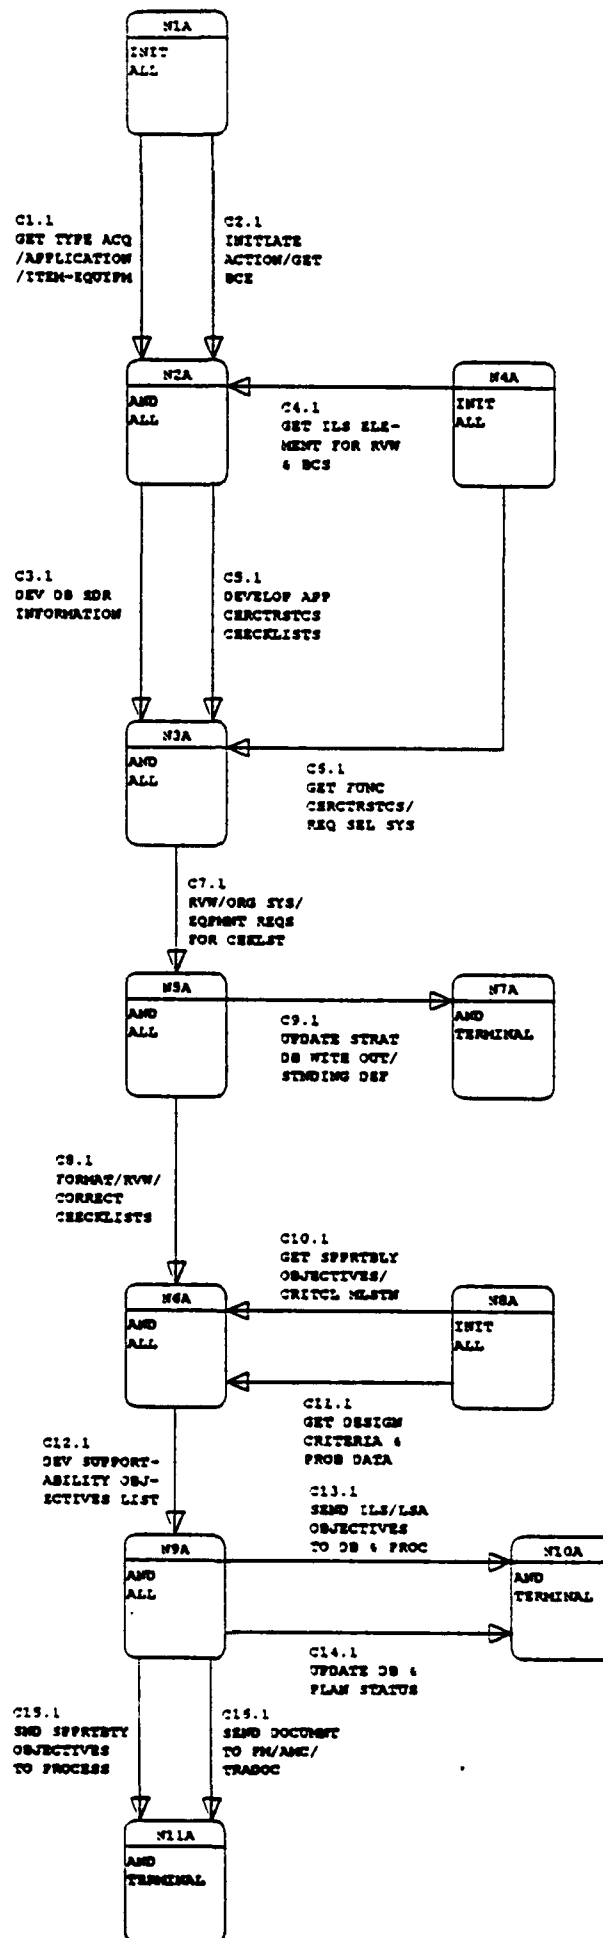 N1A
INIT
ALL
C1.1
GET TYPE ACQ
/APPLICATION
/ITEM-EQUIPM
C2.1
INITIATE
ACTION/GET
BCE
N2A
AND
ALL
N4A
INIT
ALL
C4.1
GET ILS ELE-
MENT FOR RVW
& BCS
C3.1
DEV DB SDR
INFORMATION
C5.1
DEVELOP APP
CHRCTRSTCS
CHECKLISTS
N3A
AND
ALL
C6.1
GET FUNC
CHRCTRSTCS/
REQ SEL SYS
C7.1
RVW/ORG SYS/
EQPMNT REQS
FOR CHKLST
N5A
AND
ALL
N7A
AND
TERMINAL
C9.1
UPDATE STRAT
DB WITH OUT/
STNDING DEF
C8.1
FORMAT/RVW/
CORRECT
CHECKLISTS
C10.1
GET SPPRTBLY
OBJECTIVES/
CRITCL MLSTN
N6A
AND
ALL
N8A
INIT
ALL
C11.1
GET DESIGN
CRITERIA &
PROB DATA
C12.1
DEV SUPPORT-
ABILITY OBJ-
ECTIVES LIST
C13.1
SEND ILS/LSA
OBJECTIVES
TO DB & PROC
N9A
AND
ALL
N10A
AND
TERMINAL
C14.1
UPDATE DB &
PLAN STATUS
C15.1
SND SPPRTBTY
OBJECTIVES
TO PROCESS
C16.1
SEND DOCUMNT
TO PM/AMC/
TRADOC
N11A
AND
TERMINAL